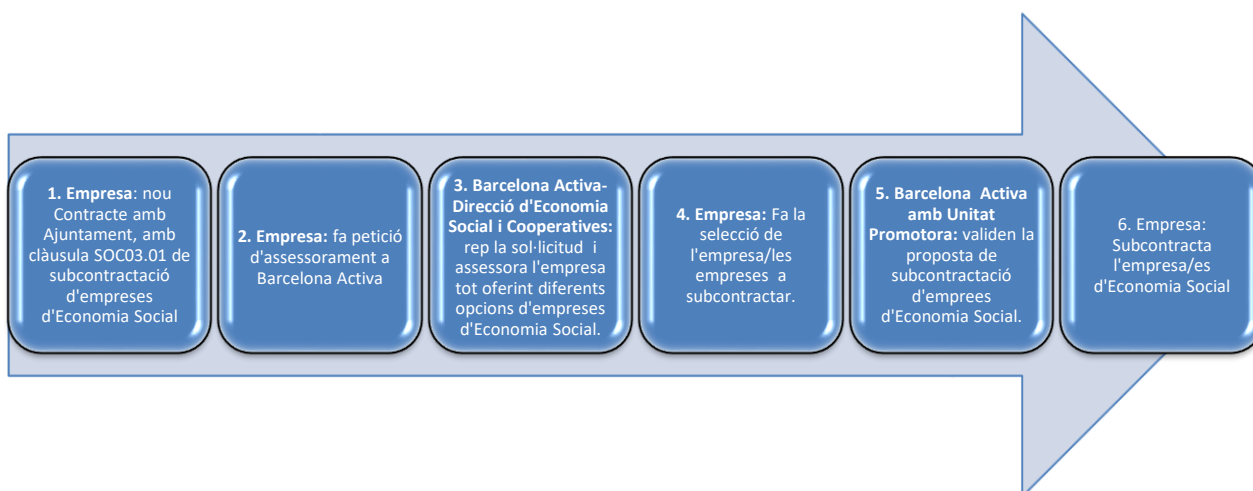 1. Empresa: nou
Contracte amb
Ajuntament, amb
clàusula SOC03.01 de
subcontractació
d'empreses
d'Economia Social
2. Empresa: fa petició
d'assessorament a
Barcelona Activa
3. Barcelona Activa-
Direcció d'Economia
Social i Cooperatives:
rep la sol·licitud i
assessora l'empresa
tot oferint diferents
opcions d'empreses
d'Economia Social.
4. Empresa: Fa la
selecció de
l'empresa/les
empreses a
subcontractar.
5. Barcelona Activa
amb Unitat
Promotora: validen la
proposta de
subcontractació
d'emprees
d'Economia Social.
6. Empresa:
Subcontracta
l'empresa/es
d'Economia Social